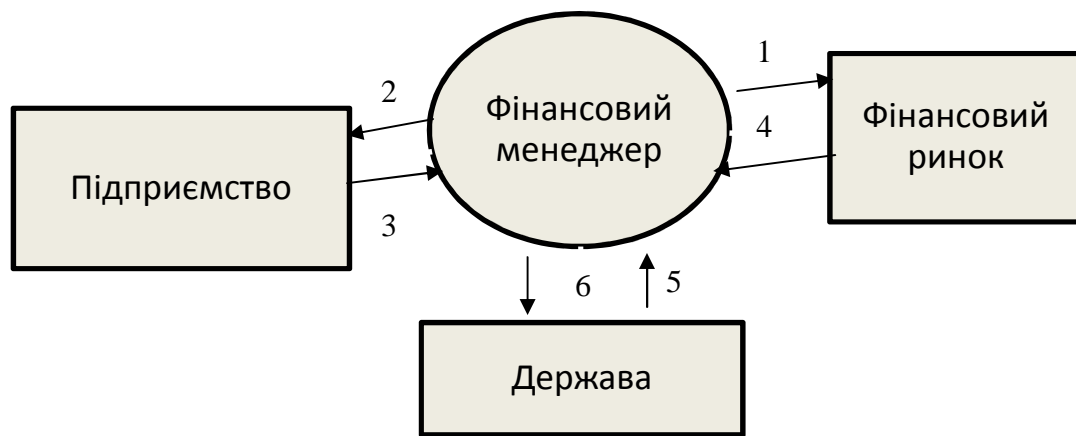 1
2
Фінансовий
менеджер
4
Фінансовий
ринок
Підприємство
3
6
5
Держава